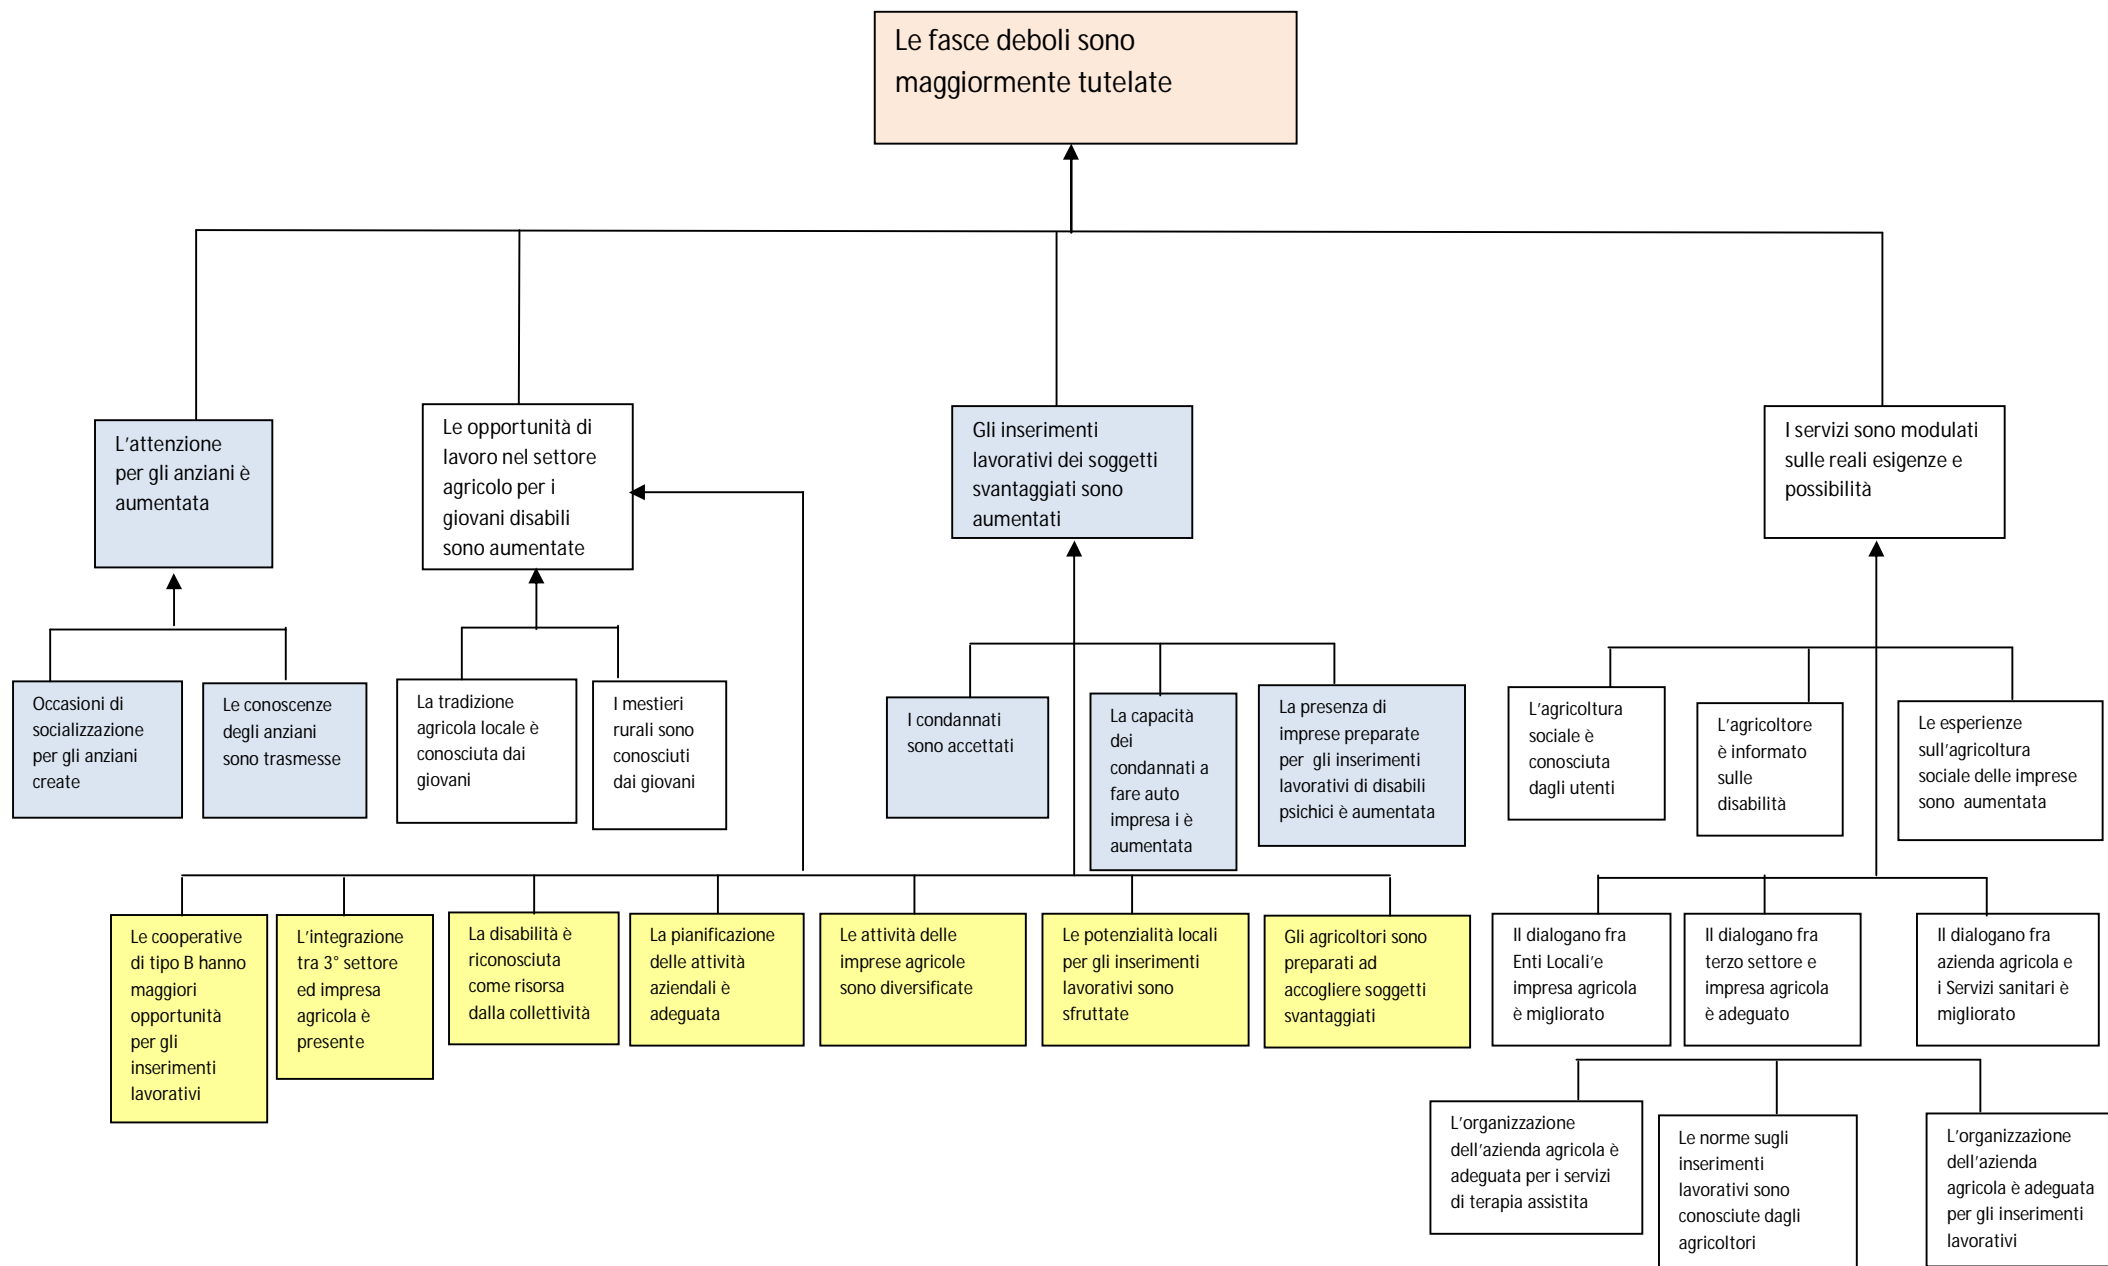 Le fasce deboli sono
maggiormente tutelate
L'attenzione
per gli anziani è
aumentata
Le opportunità di
lavoro nel settore
agricolo per i
giovani disabili
sono aumentate
Gli inserimenti
lavorativi dei soggetti
svantaggiati sono
aumentati
I servizi sono modulati
sulle reali esigenze e
possibilità
Occasioni di
socializzazione
per gli anziani
create
Le conoscenze
degli anziani
sono trasmesse
La tradizione
agricola locale è
conosciuta dai
giovani
I mestieri
rurali sono
conosciuti
dai giovani
I condannati
sono accettati
La capacità
dei
condannati a
fare auto
impresa i è
aumentata
La presenza di
imprese preparate
per gli inserimenti
lavorativi di disabili
psichici è aumentata
L'agricoltura
sociale è
conosciuta
dagli utenti
L'agricoltore
è informato
sulle
disabilità
Le esperienze
sull'agricoltura
sociale delle imprese
sono aumentata
Le cooperative
di tipo B hanno
maggiori
opportunità
per gli
inserimenti
lavorativi
L'integrazione
tra 3° settore
ed impresa
agricola è
presente
La disabilità è
riconosciuta
come risorsa
dalla collettività
La pianificazione
delle attività
aziendali è
adeguata
Le attività delle
imprese agricole
sono diversificate
Le potenzialità locali
per gli inserimenti
lavorativi sono
sfruttate
Gli agricoltori sono
preparati ad
accogliere soggetti
svantaggiati
Il dialogano fra
Enti Locali'e
impresa agricola
è migliorato
Il dialogano fra
terzo settore e
impresa agricola
è adeguato
Il dialogano fra
azienda agricola e
i Servizi sanitari è
migliorato
L'organizzazione
dell'azienda agricola è
adeguata per i servizi
di terapia assistita
Le norme sugli
inserimenti
lavorativi sono
conosciute dagli
agricoltori
L'organizzazione
dell'azienda
agricola è adeguata
per gli inserimenti
lavorativi